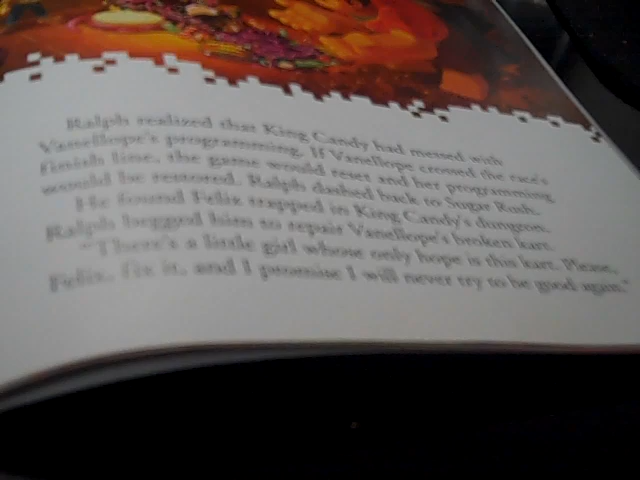 Ralph realized that King Candy had messed with
Vanellope's programming. If Vanellope crossed the race's
finish line, the game would reset and her programming
would be restored. Ralph dashed back to Sugar Rush.
He found Felix trapped in King Candy's dungeon.
Ralph begged him to repair Vanellope's broken kart.
"There's a little girl whose only hope is this kart. Please,
Felix, fix it, and I promise I will never try to be good again."